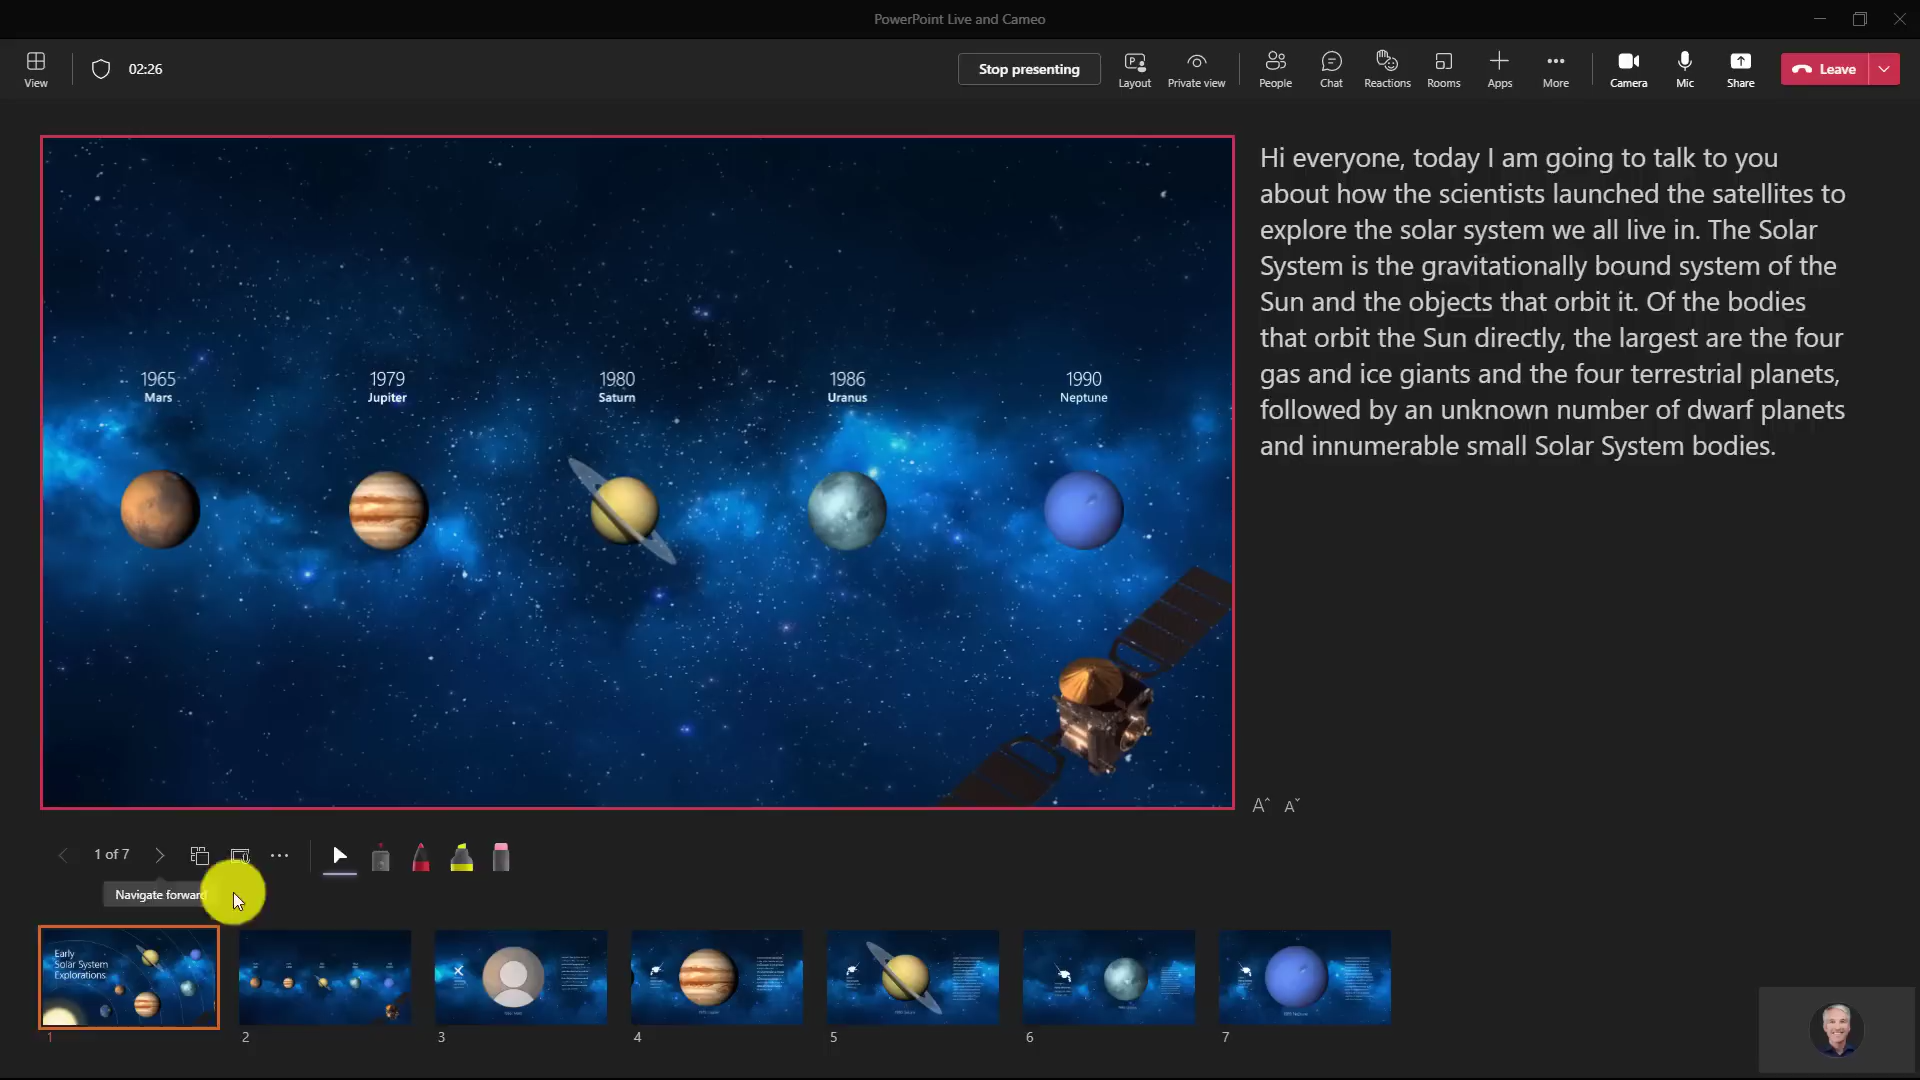 PowerPoint Live and Cameo
View
02:26
Stop presenting
Layout
Private view
People
Chat
Reactions
Rooms
Apps
More
Camera
Mic
Share
Leave
Hi everyone, today I am going to talk to you
about how the scientists launched the satellites to
explore the solar system we all live in. The Solar
System is the gravitationally bound system of the
Sun and the objects that orbit it. Of the bodies
that orbit the Sun directly, the largest are the four
gas and ice giants and the four terrestrial planets,
followed by an unknown number of dwarf planets
and innumerable small Solar System bodies.
1965
Mars
1979
Jupiter
1980
Saturn
1986
Uranus
1990
Neptune
1 of 7
Navigate forward
Early
Solar System
Explorations
1
2
3
4
5
6
7